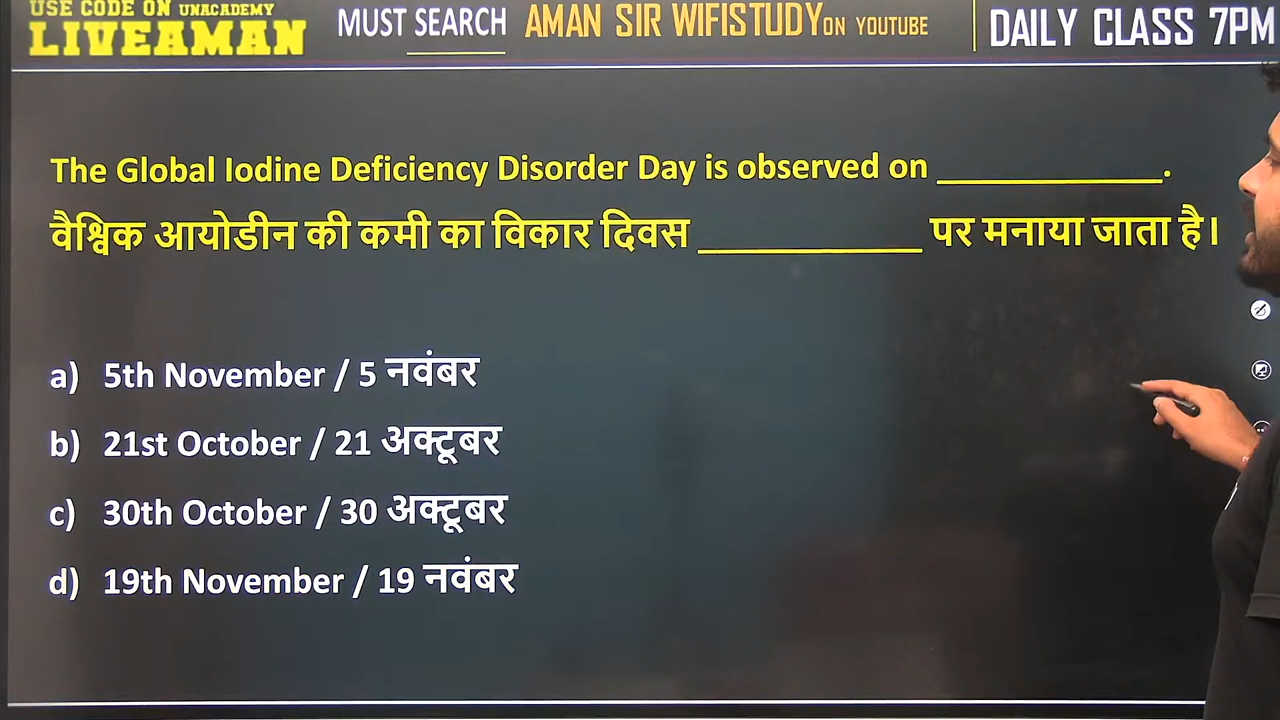 USE CODE ON UNACADEMY
LIVEAMAN
MUST SEARCH AMAN SIR WIFISTUDY ON YOUTUBE
DAILY CLASS 7PM
The Global Iodine Deficiency Disorder Day is observed on ____________.
वैश्विक आयोडीन की कमी का विकार दिवस ____________ पर मनाया जाता है।
a) 5th November / 5 नवंबर
b) 21st October / 21 अक्टूबर
c) 30th October / 30 अक्टूबर
d) 19th November / 19 नवंबर